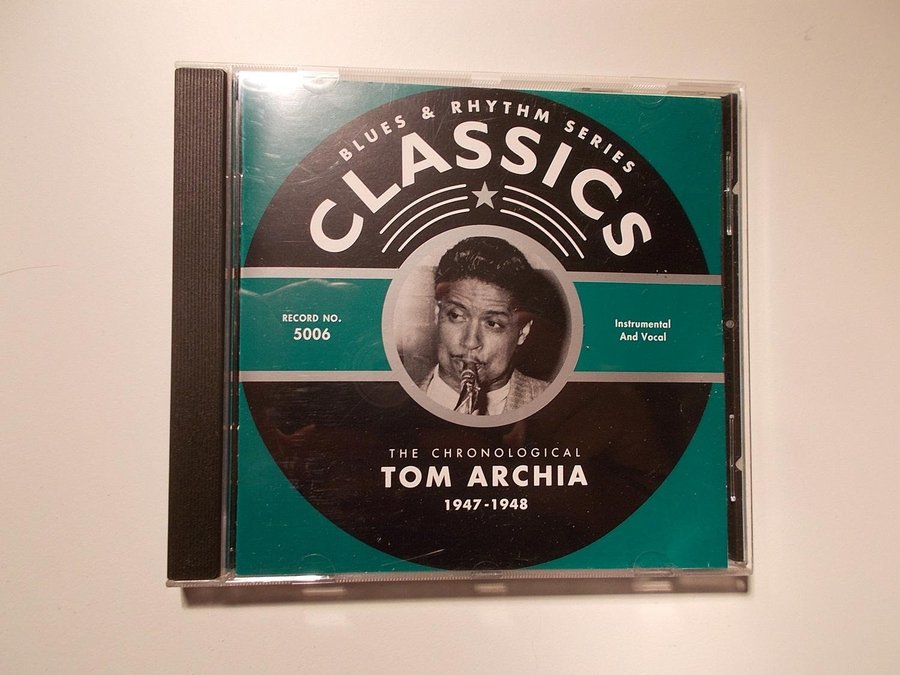 BLUES & RHYTHM SERIES
CLASSICS
RECORD NO.
5006
Instrumental
And Vocal
THE CHRONOLOGICAL
TOM ARCHIA
1947-1948